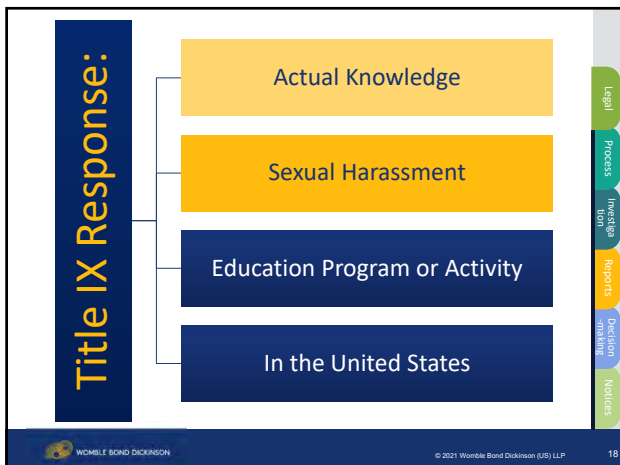 Title IX Response:
Actual Knowledge
Sexual Harassment
Education Program or Activity
In the United States
Legal
Process
Investiga
tion
Reports
Decision
-making
Notices
WOMBLE BOND DICKINSON
© 2021 Womble Bond Dickinson (US) LLP
18